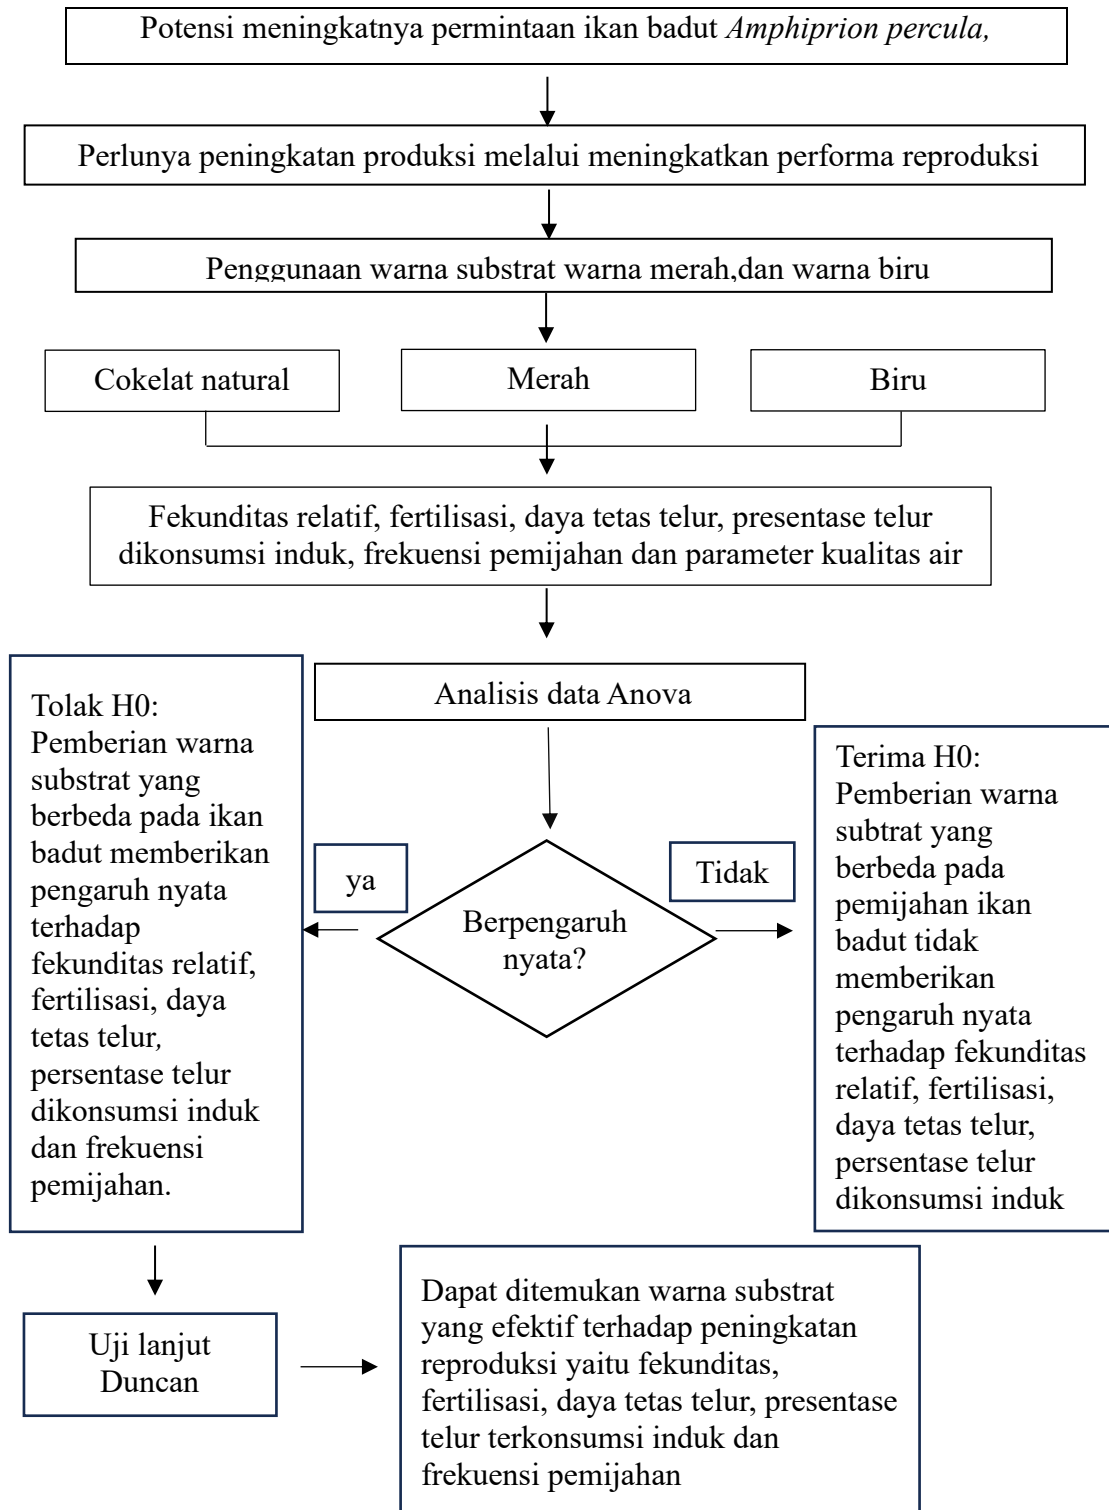 Potensi meningkatnya permintaan ikan badut Amphiprion percula,
Perlunya peningkatan produksi melalui meningkatkan performa reproduksi
Penggunaan warna substrat warna merah,dan warna biru
Cokelat natural
Merah
Biru
Fekunditas relatif, fertilisasi, daya tetas telur, presentase telur
dikonsumsi induk, frekuensi pemijahan dan parameter kualitas air
Analisis data Anova
Berpengaruh
nyata?
ya
Tidak
Tolak H0:
Pemberian warna
substrat yang
berbeda pada ikan
badut memberikan
pengaruh nyata
terhadap
fekunditas relatif,
fertilisasi, daya
tetas telur,
persentase telur
dikonsumsi induk
dan frekuensi
pemijahan.
Terima H0:
Pemberian warna
subtrat yang
berbeda pada
pemijahan ikan
badut tidak
memberikan
pengaruh nyata
terhadap fekunditas
relatif, fertilisasi,
daya tetas telur,
persentase telur
dikonsumsi induk
Uji lanjut
Duncan
Dapat ditemukan warna substrat
yang efektif terhadap peningkatan
reproduksi yaitu fekunditas,
fertilisasi, daya tetas telur, presentase
telur terkonsumsi induk dan
frekuensi pemijahan